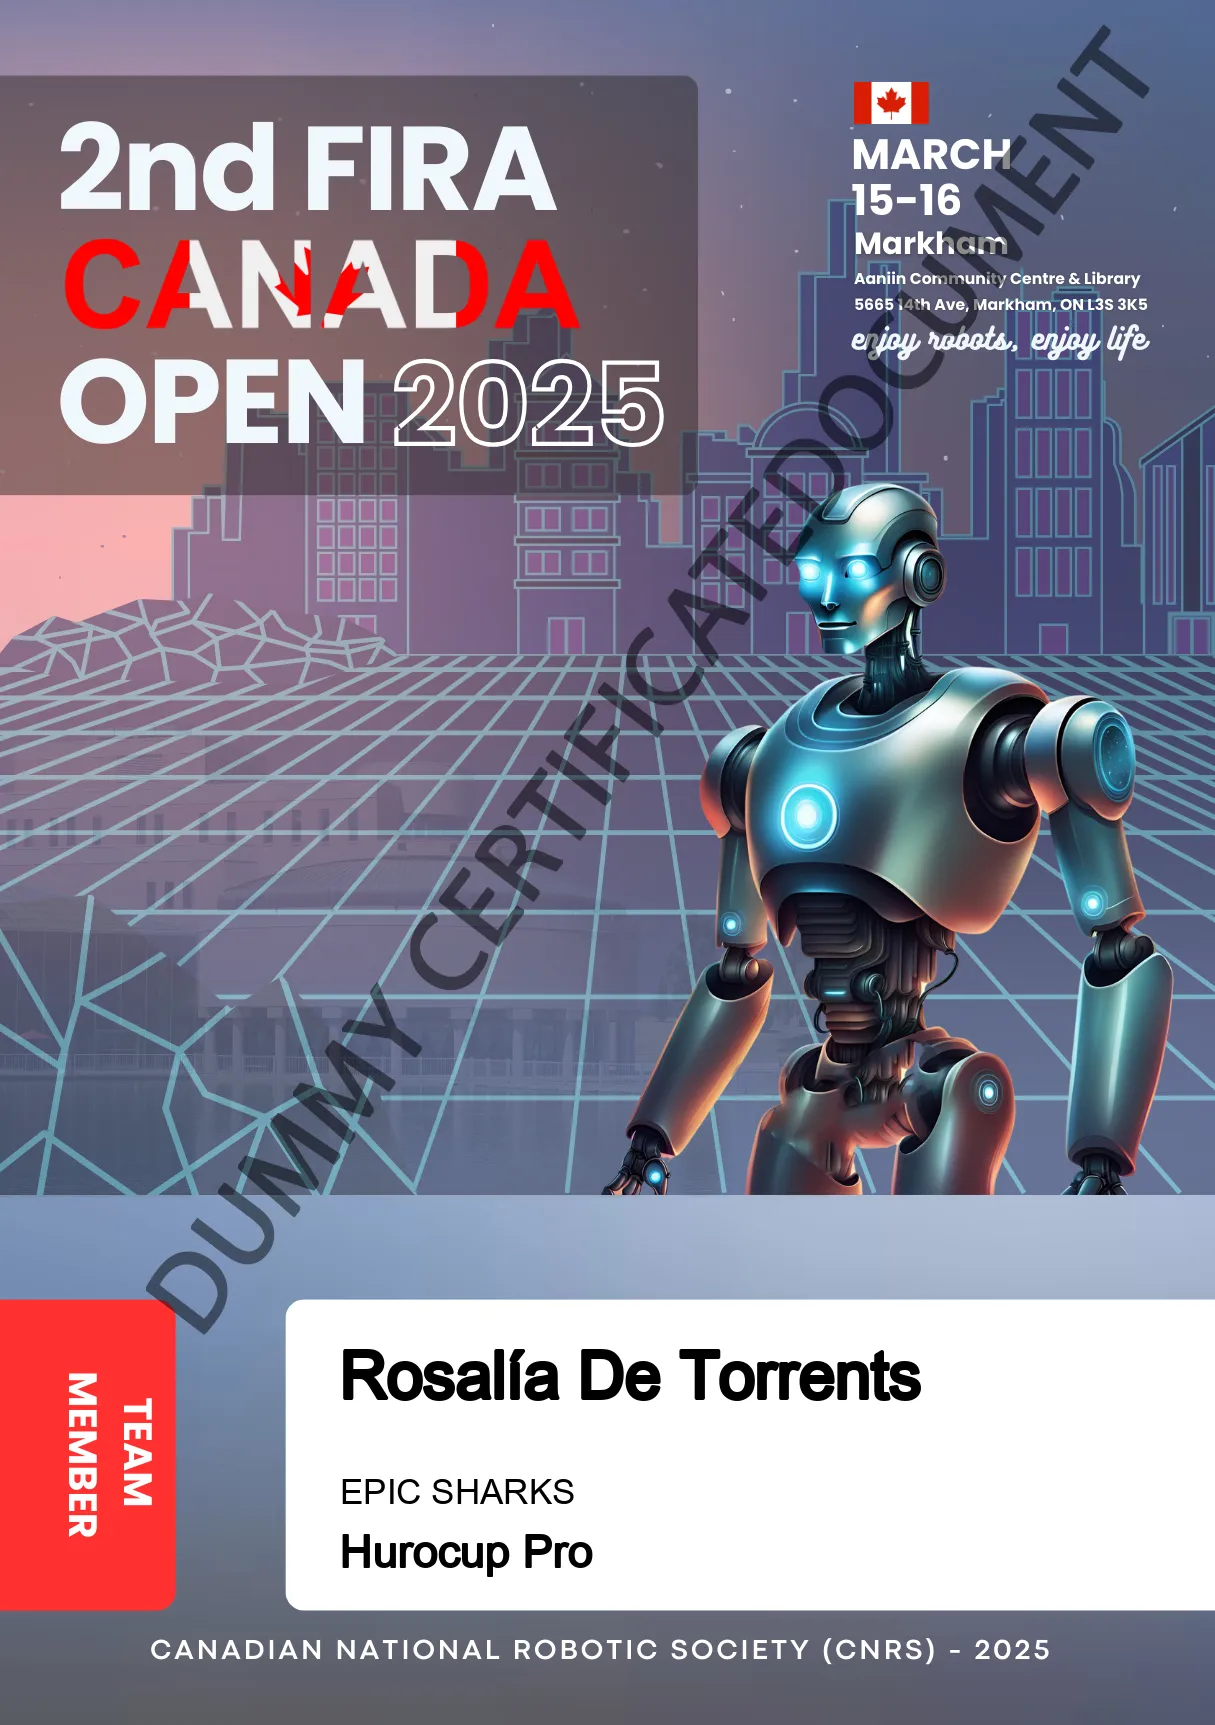 2nd FIRA
CANADA
OPEN 2025
MARCH
15-16
Markham
Aaniin Community Centre & Library
5665 14th Ave, Markham, ON L3S 3K5
enjoy robots, enjoy life
DUMMY CERTIFICATEDOCUMENT
TEAM
MEMBER
Rosalía De Torrents
EPIC SHARKS
Hurocup Pro
CANADIAN NATIONAL ROBOTIC SOCIETY (CNRS) - 2025